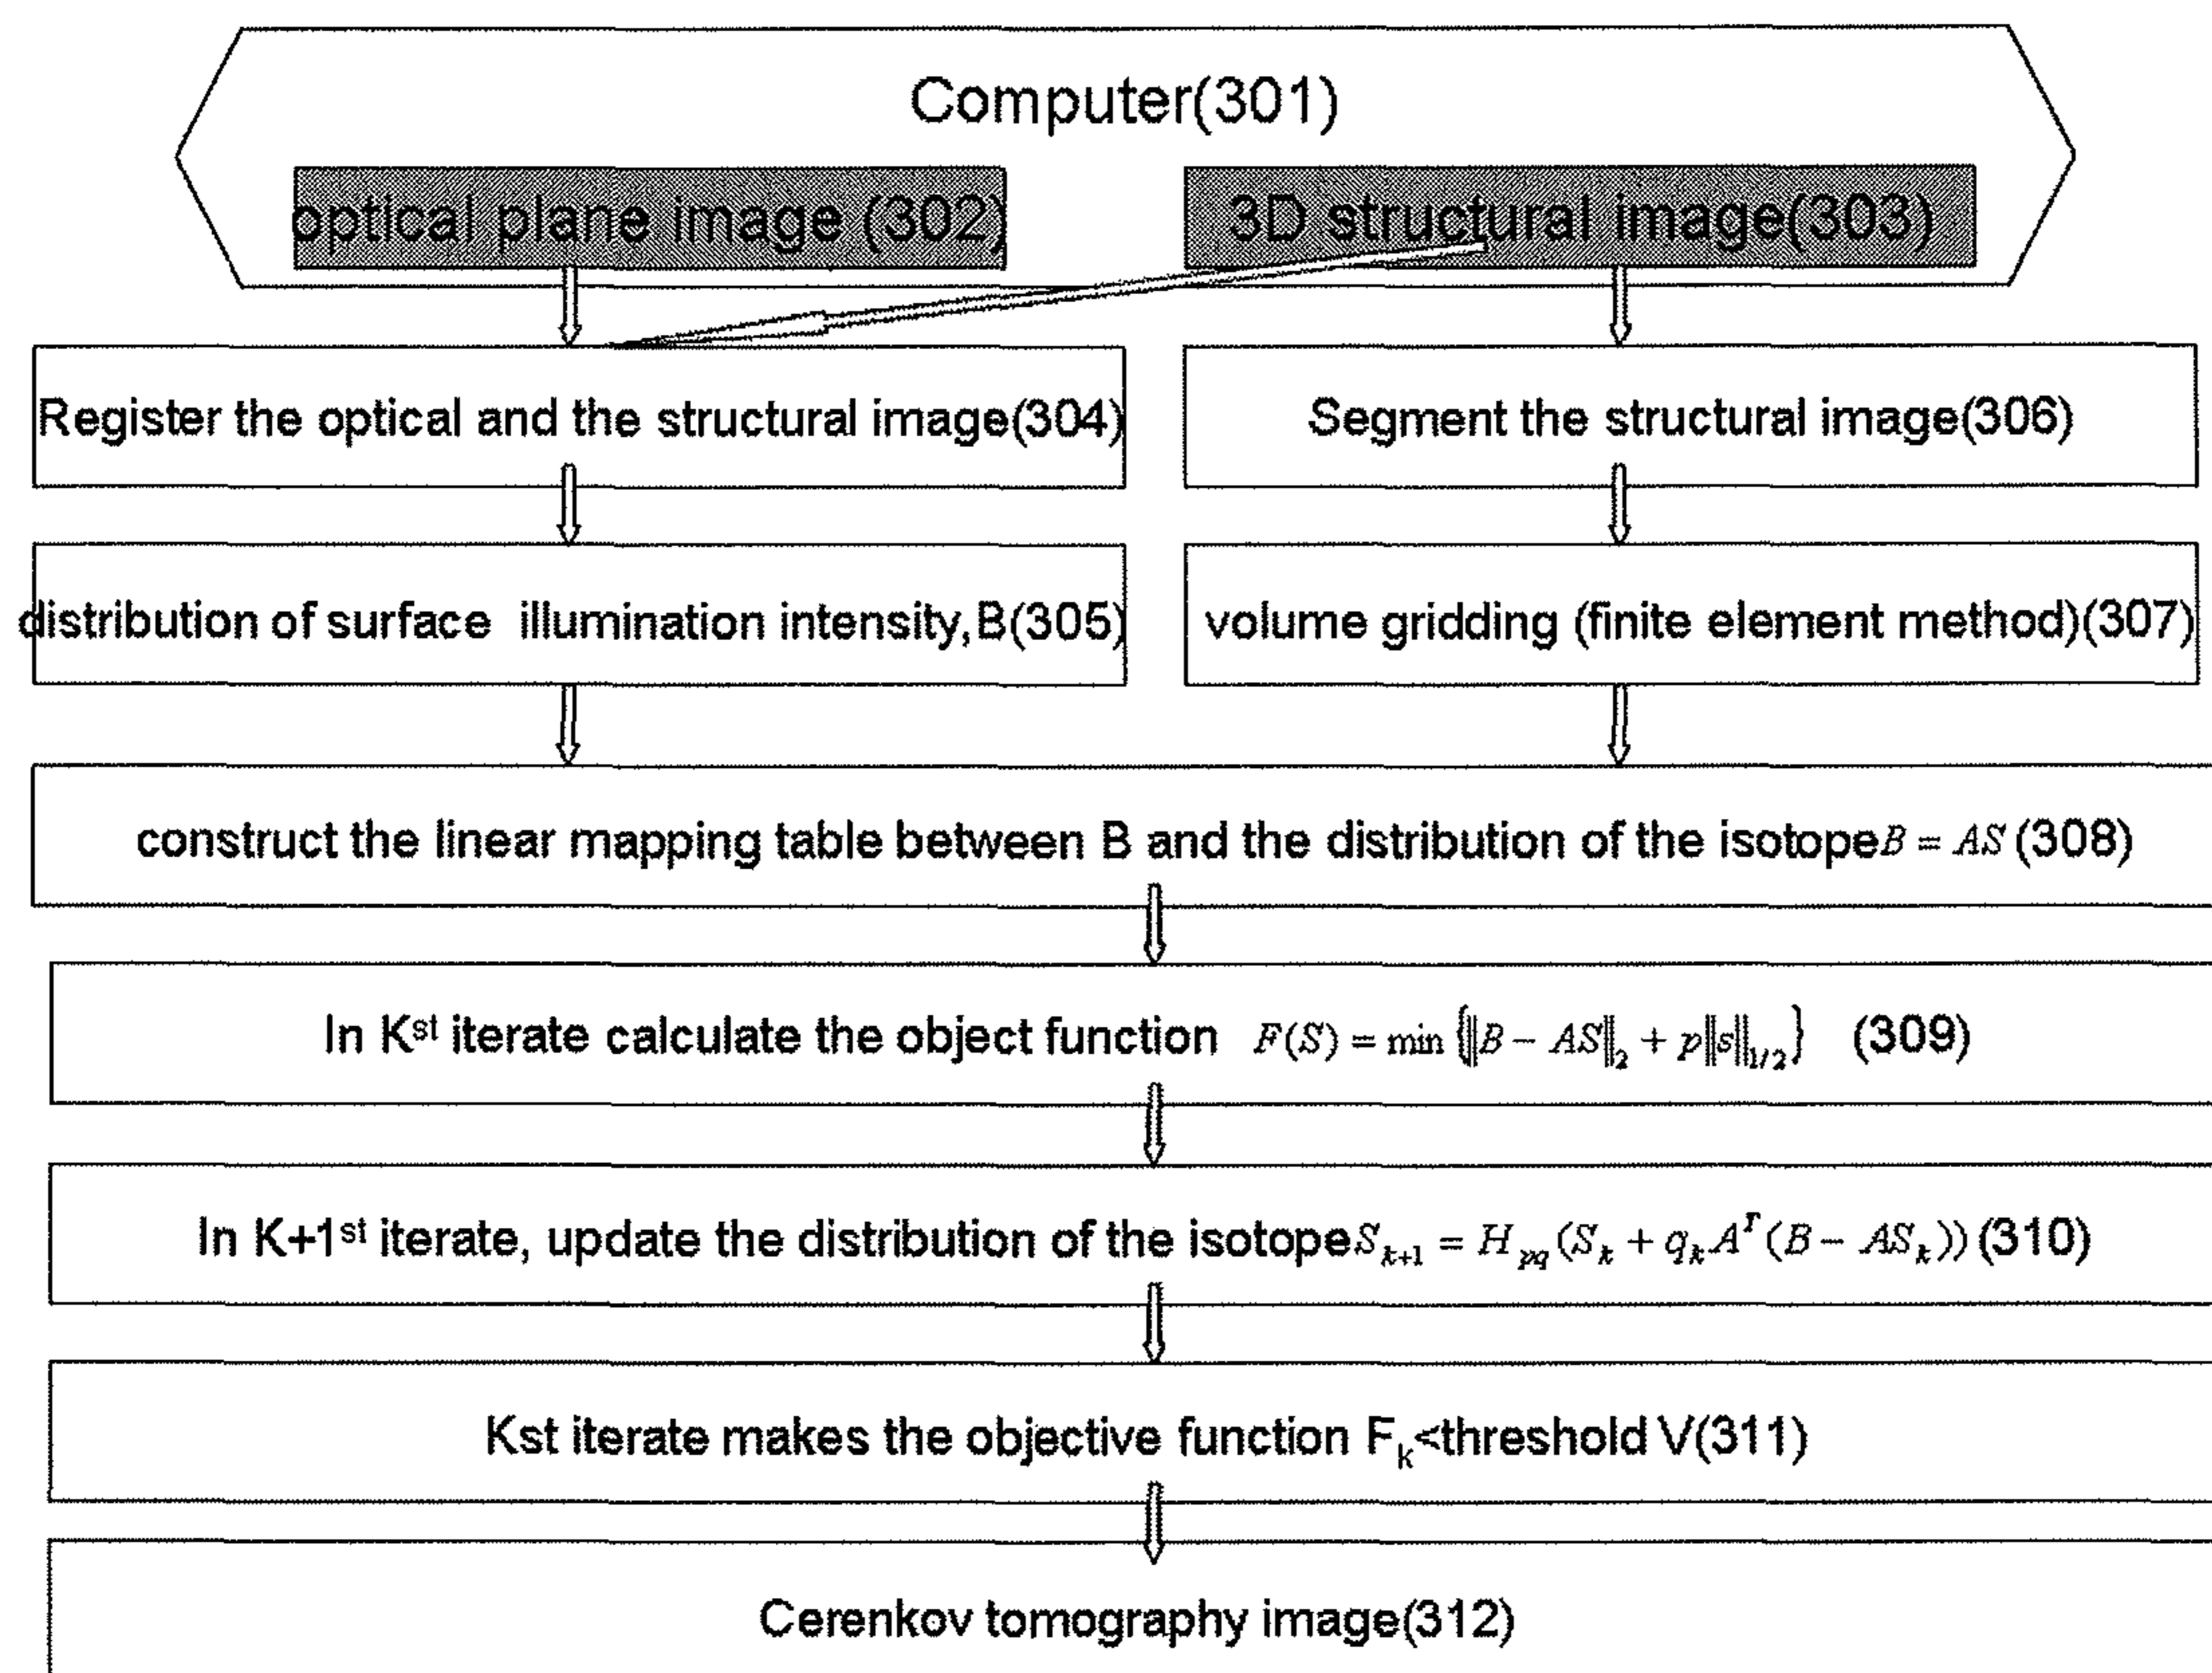 Computer(301)
optical plane image (302)
3D structural image(303)
Register the optical and the structural image(304)
Segment the structural image(306)
distribution of surface illumination intensity,B(305)
volume gridding (finite element method)(307)
construct the linear mapping table between B and the distribution of the isotope B = AS (308)
In Kˢᵗ iterate calculate the object function F(S) = min {‖B − AS‖₂ + p‖s‖₁/₂} (309)
In K+1ˢᵗ iterate, update the distribution of the isotope Sₖ₊₁ = H_pq (Sₖ + qₖ Aᵀ (B − ASₖ)) (310)
Kst iterate makes the objective function Fₖ<threshold V(311)
Cerenkov tomography image(312)